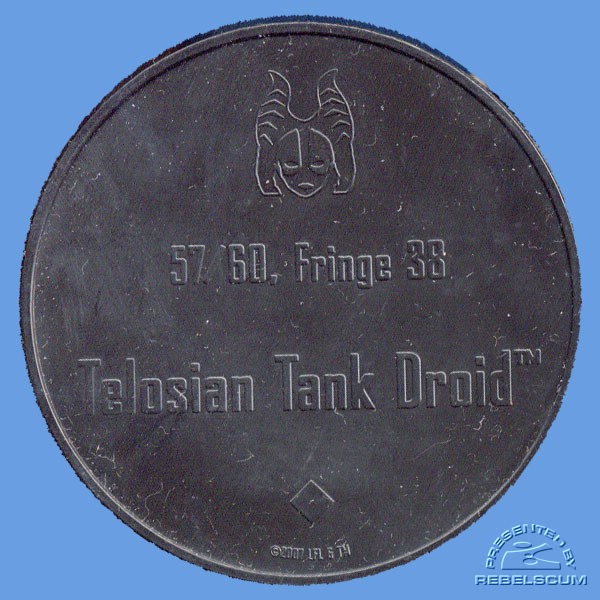 57/60, Fringe 38
Telosian Tank Droid™
©2007 LFL & TM
PRESENTED BY
REBELSCUM